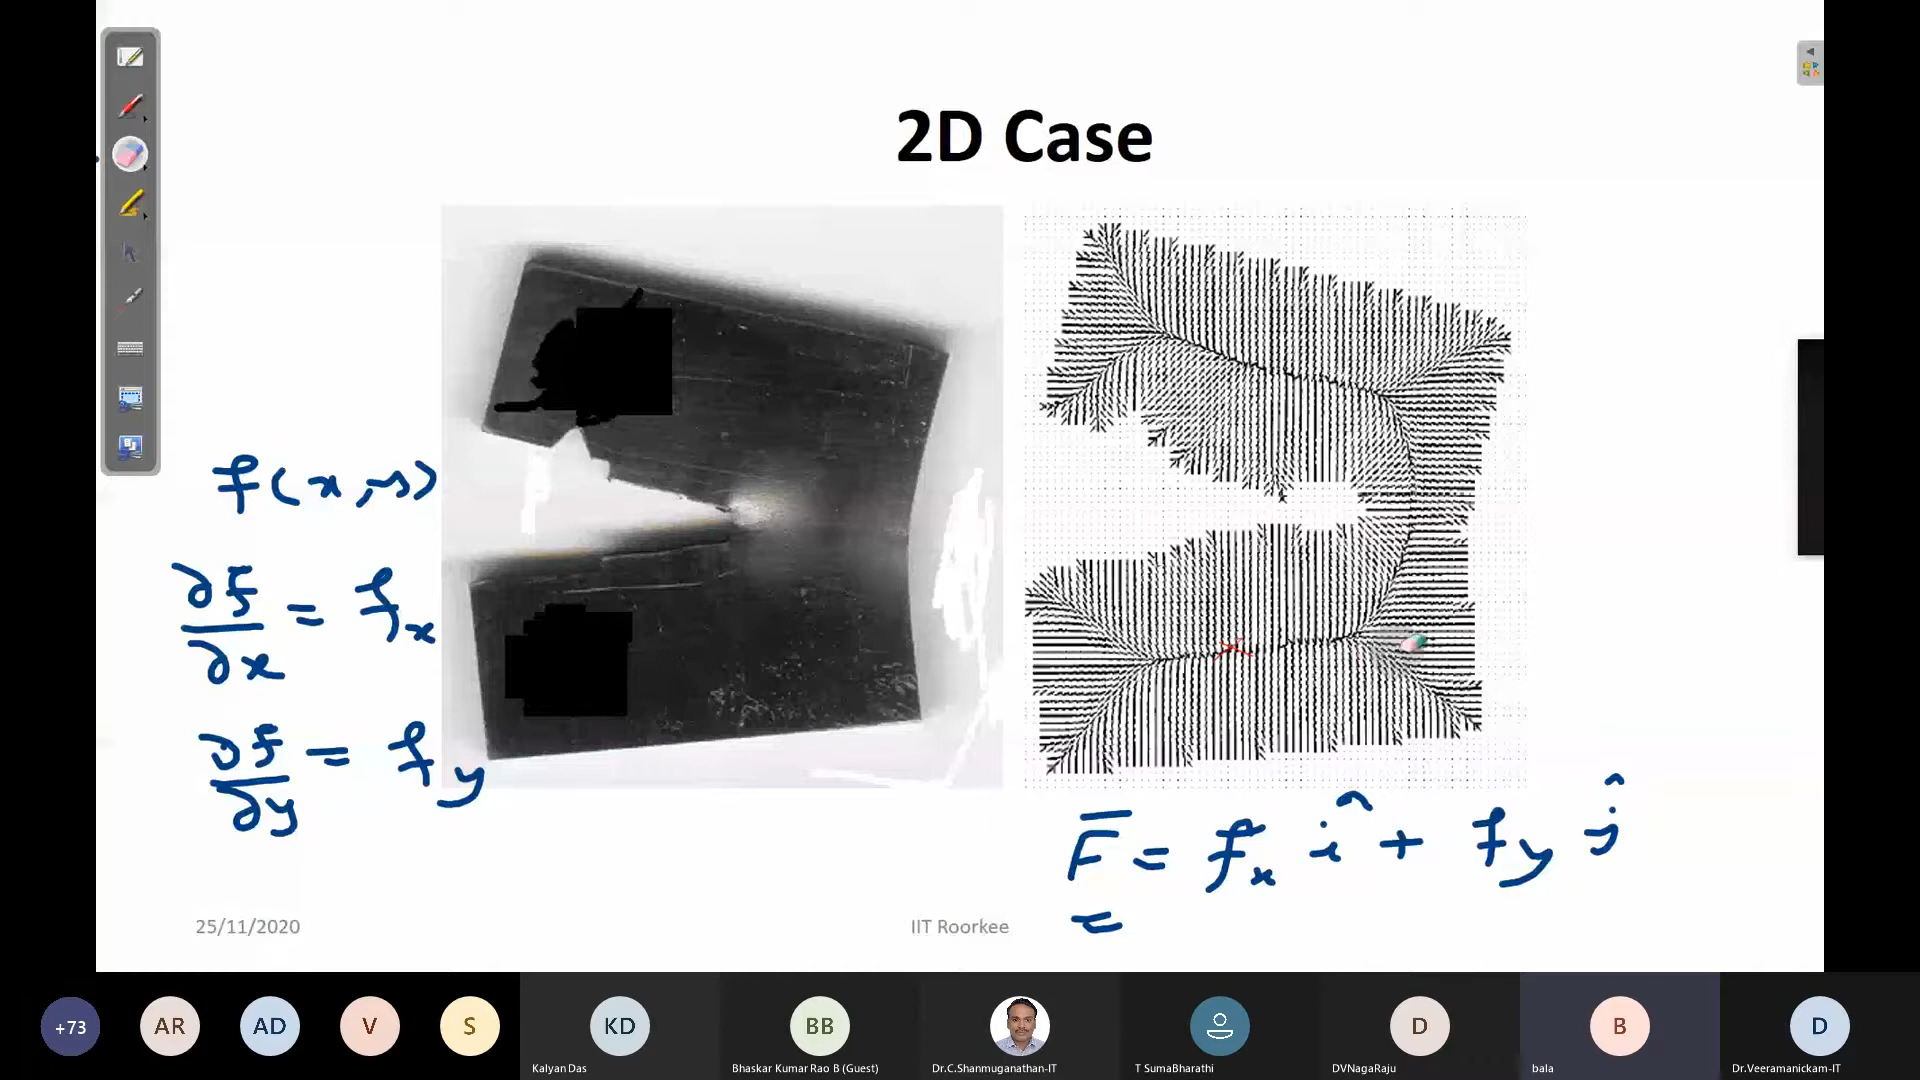 2D Case
f(x,y)
∂f/∂x = fx
∂f/∂y = fy
F̅ = fx î + fy ĵ
25/11/2020
IIT Roorkee
+73
AR
AD
V
S
KD
Kalyan Das
BB
Bhaskar Kumar Rao B (Guest)
Dr.C.Shanmuganathan-IT
T SumaBharathi
D
DVNagaRaju
B
bala
D
Dr.Veeramanickam-IT